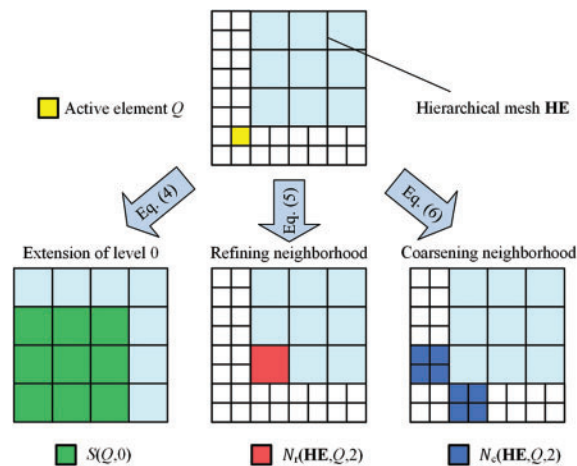 Active element Q
Hierarchical mesh HE
Eq. (4)
Eq. (5)
Eq. (6)
Extension of level 0
Refining neighborhood
Coarsening neighborhood
S(Q,0)
Nr(HE,Q,2)
Nc(HE,Q,2)